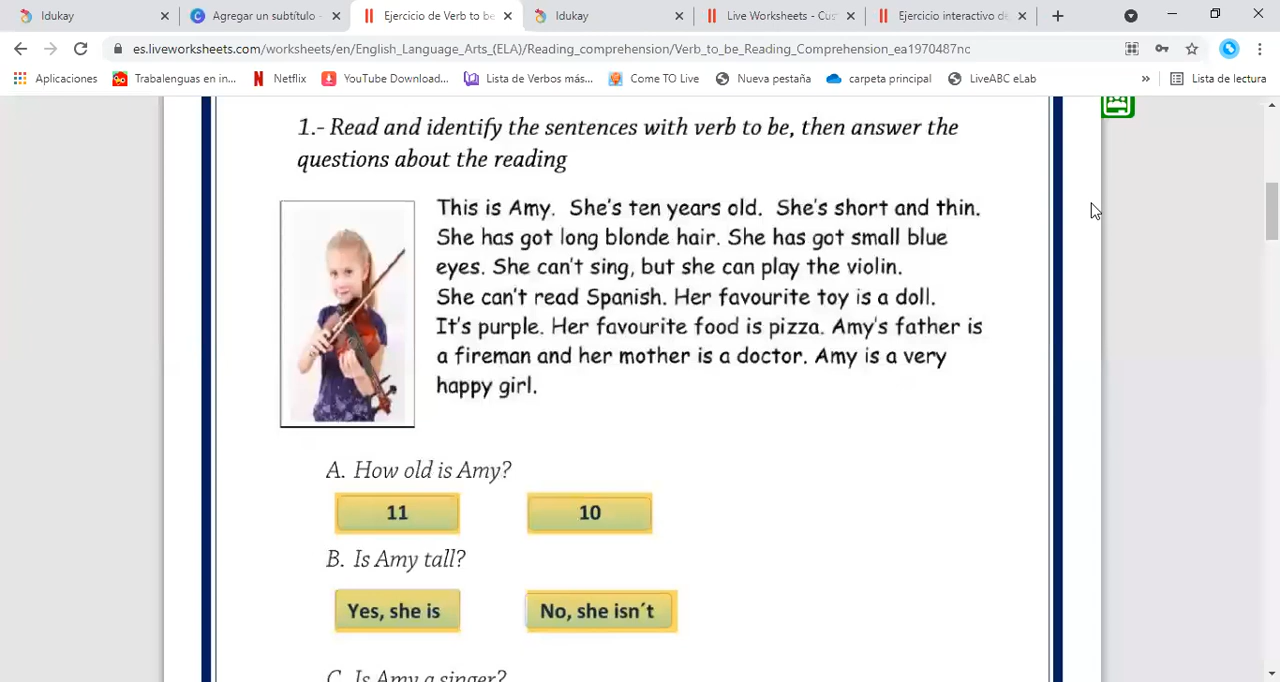 Idukay
Agregar un subtítulo -
Ejercicio de Verb to be
Idukay
Live Worksheets - Cus
Ejercicio interactivo de
es.liveworksheets.com/worksheets/en/English_Language_Arts_(ELA)/Reading_comprehension/Verb_to_be_Reading_Comprehension_ea1970487nc
Aplicaciones
Trabalenguas en in...
Netflix
YouTube Download...
Lista de Verbos más...
Come TO Live
Nueva pestaña
carpeta principal
LiveABC eLab
»
Lista de lectura
1.- Read and identify the sentences with verb to be, then answer the
questions about the reading
This is Amy. She's ten years old. She's short and thin.
She has got long blonde hair. She has got small blue
eyes. She can't sing, but she can play the violin.
She can't read Spanish. Her favourite toy is a doll.
It's purple. Her favourite food is pizza. Amy's father is
a fireman and her mother is a doctor. Amy is a very
happy girl.
A. How old is Amy?
11
10
B. Is Amy tall?
Yes, she is
No, she isn´t
C. Is Amy a singer?